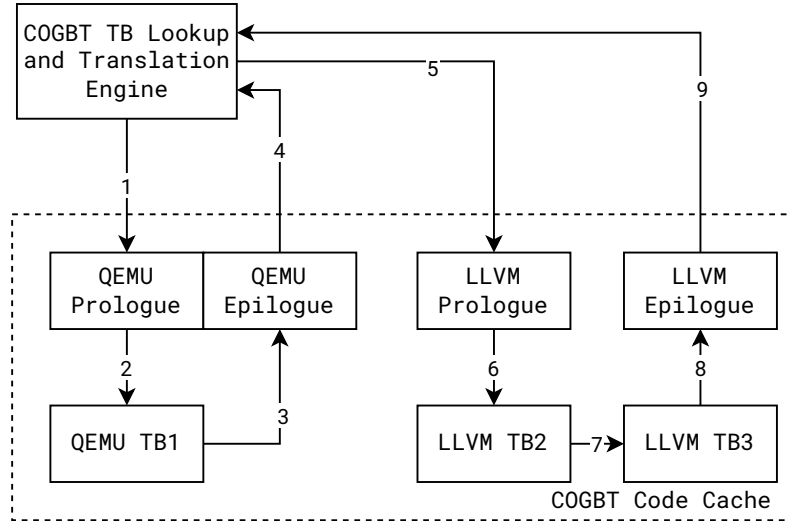 COGBT TB Lookup
and Translation
Engine
5
9
4
1
QEMU
Prologue
QEMU
Epilogue
LLVM
Prologue
LLVM
Epilogue
2
6
8
3
QEMU TB1
LLVM TB2
7
LLVM TB3
COGBT Code Cache